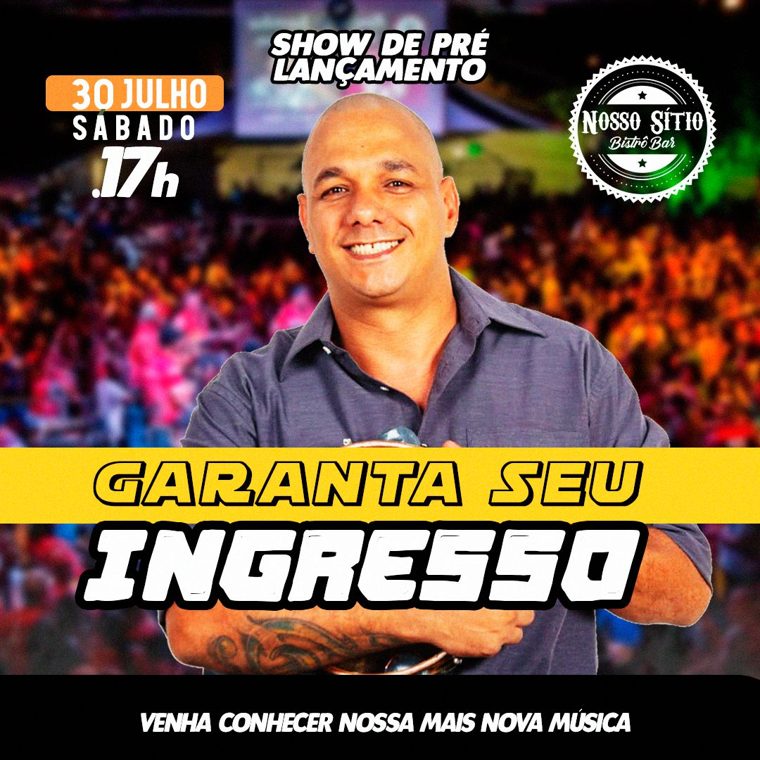 SHOW DE PRÉ
LANÇAMENTO
30 JULHO
SÁBADO
.17h
NOSSO SÍTIO
Bistrô Bar
GARANTA SEU
INGRESSO
VENHA CONHECER NOSSA MAIS NOVA MÚSICA